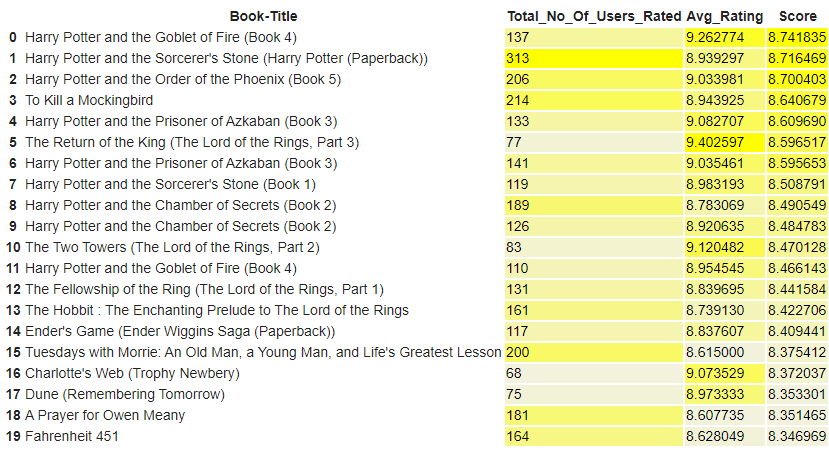 Book-Title Total_No_Of_Users_Rated Avg_Rating Score
0 Harry Potter and the Goblet of Fire (Book 4) 137 9.262774 8.741835
1 Harry Potter and the Sorcerer's Stone (Harry Potter (Paperback)) 313 8.939297 8.716469
2 Harry Potter and the Order of the Phoenix (Book 5) 206 9.033981 8.700403
3 To Kill a Mockingbird 214 8.943925 8.640679
4 Harry Potter and the Prisoner of Azkaban (Book 3) 133 9.082707 8.609690
5 The Return of the King (The Lord of the Rings, Part 3) 77 9.402597 8.596517
6 Harry Potter and the Prisoner of Azkaban (Book 3) 141 9.035461 8.595653
7 Harry Potter and the Sorcerer's Stone (Book 1) 119 8.983193 8.508791
8 Harry Potter and the Chamber of Secrets (Book 2) 189 8.783069 8.490549
9 Harry Potter and the Chamber of Secrets (Book 2) 126 8.920635 8.484783
10 The Two Towers (The Lord of the Rings, Part 2) 83 9.120482 8.470128
11 Harry Potter and the Goblet of Fire (Book 4) 110 8.954545 8.466143
12 The Fellowship of the Ring (The Lord of the Rings, Part 1) 131 8.839695 8.441584
13 The Hobbit : The Enchanting Prelude to The Lord of the Rings 161 8.739130 8.422706
14 Ender's Game (Ender Wiggins Saga (Paperback)) 117 8.837607 8.409441
15 Tuesdays with Morrie: An Old Man, a Young Man, and Life's Greatest Lesson 200 8.615000 8.375412
16 Charlotte's Web (Trophy Newbery) 68 9.073529 8.372037
17 Dune (Remembering Tomorrow) 75 8.973333 8.353301
18 A Prayer for Owen Meany 181 8.607735 8.351465
19 Fahrenheit 451 164 8.628049 8.346969